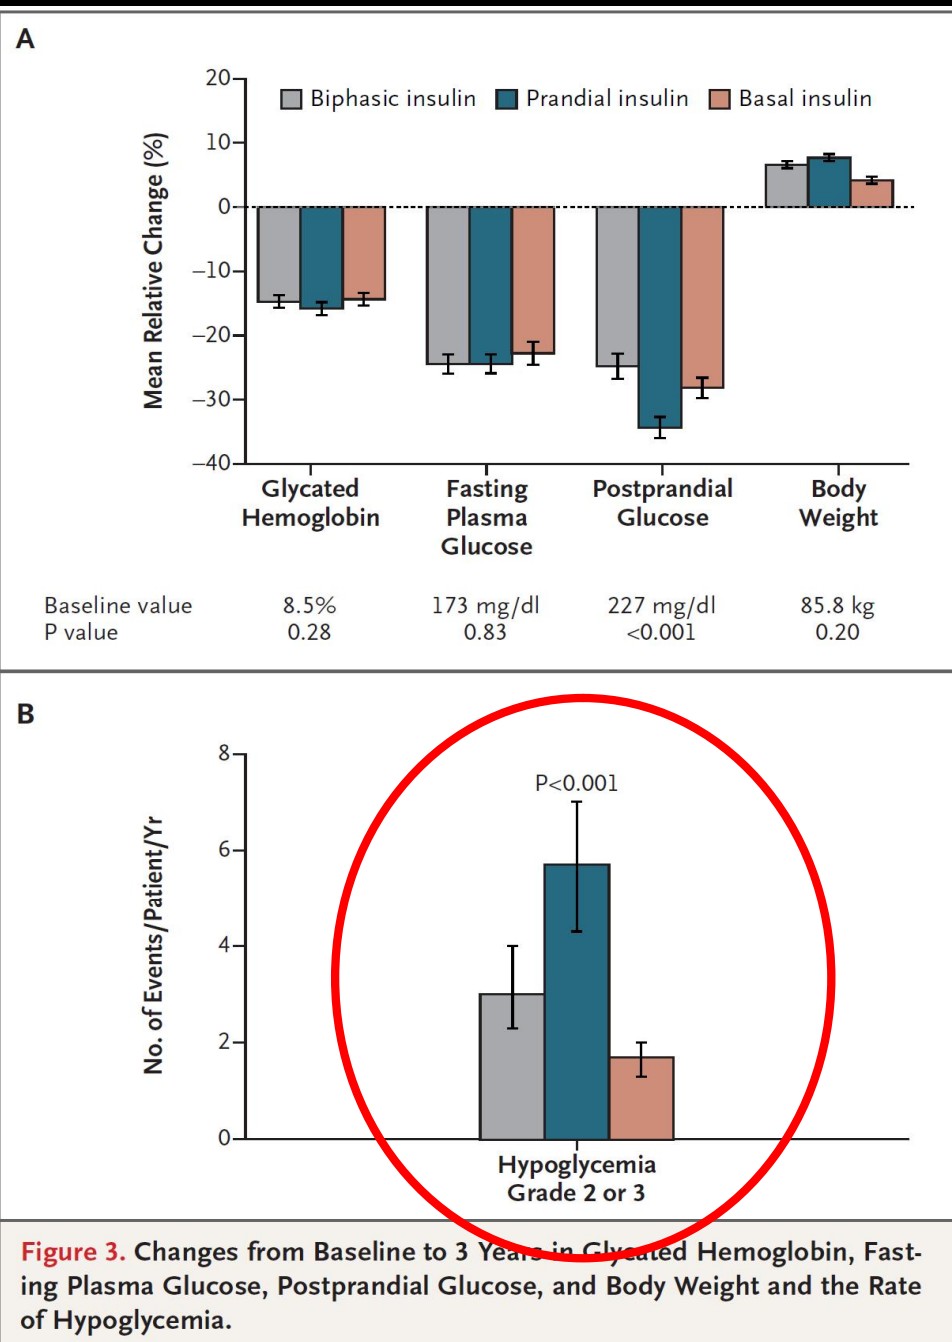 A
20
Biphasic insulin Prandial insulin Basal insulin
10
0
–10
–20
–30
–40
Mean Relative Change (%)
Glycated Fasting Postprandial Body
Hemoglobin Plasma Glucose Weight
Glucose
Baseline value 8.5% 173 mg/dl 227 mg/dl 85.8 kg
P value 0.28 0.83 <0.001 0.20
B
8
P<0.001
6
4
2
0
No. of Events/Patient/Yr
Hypoglycemia
Grade 2 or 3
Figure 3. Changes from Baseline to 3 Years in Glycated Hemoglobin, Fast-
ing Plasma Glucose, Postprandial Glucose, and Body Weight and the Rate
of Hypoglycemia.